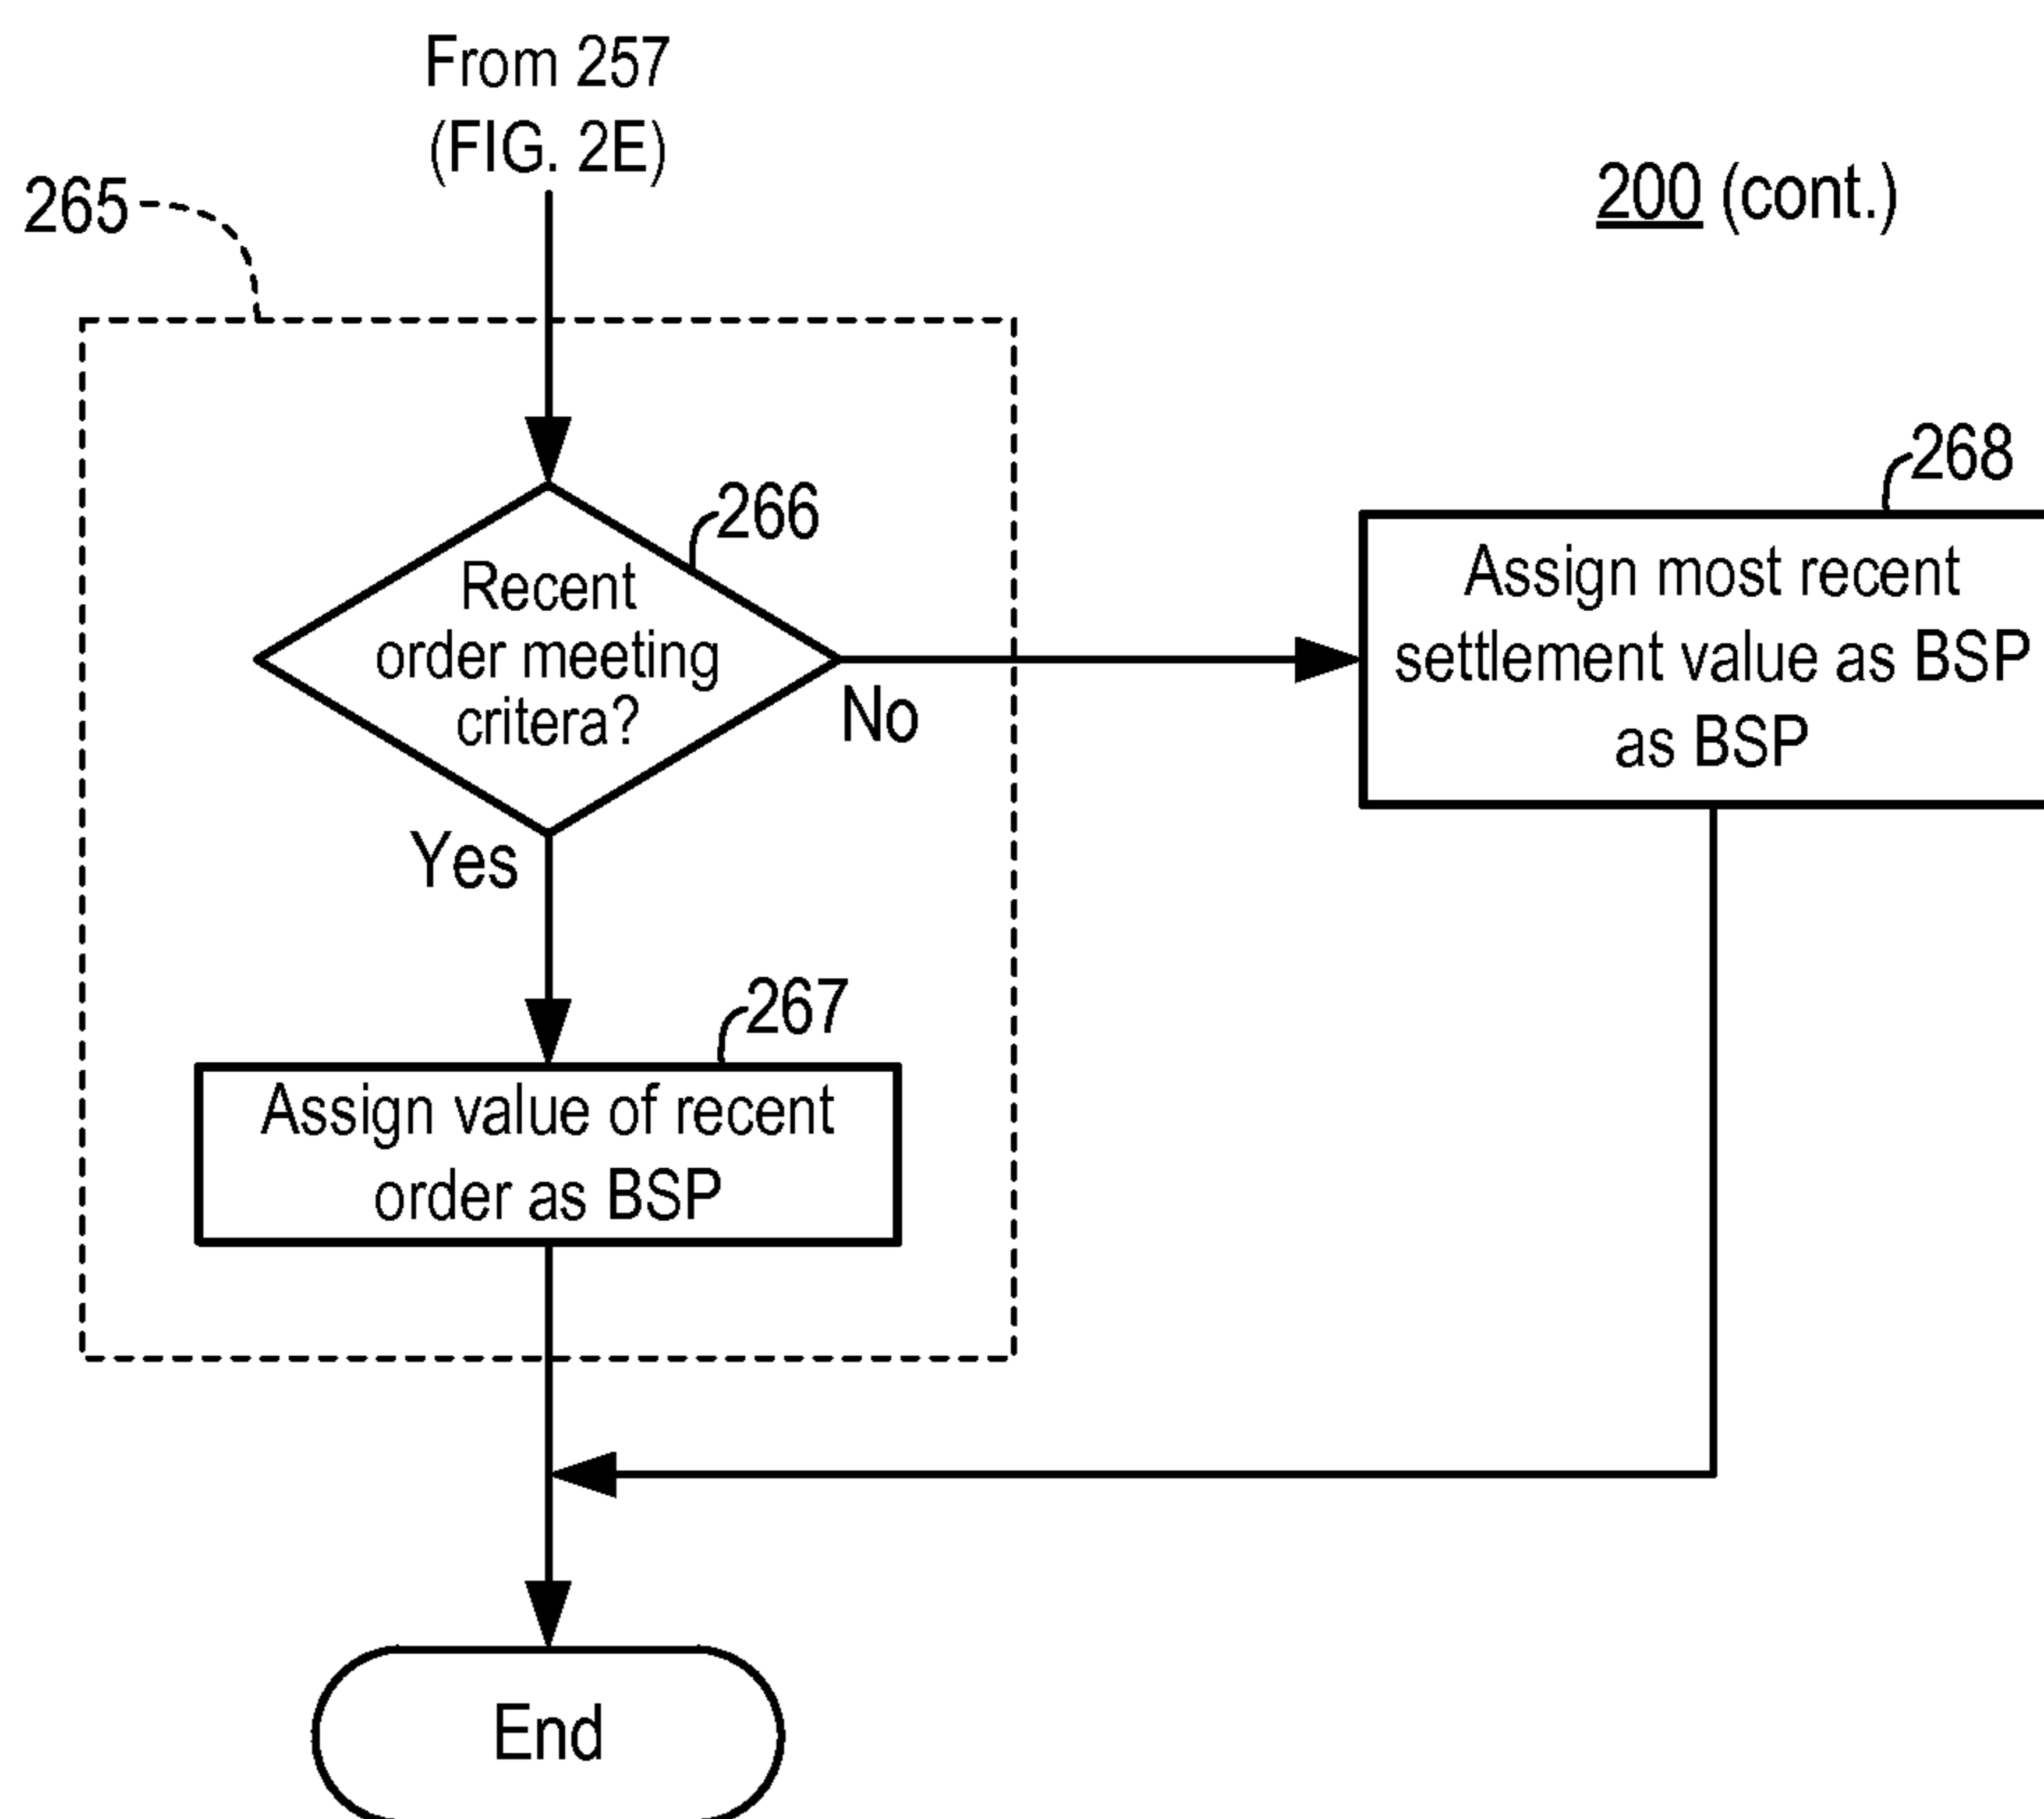 From 257
(FIG. 2E)
265
200 (cont.)
266
Recent
order meeting
critera?
No
Yes
268
Assign most recent
settlement value as BSP
as BSP
267
Assign value of recent
order as BSP
End